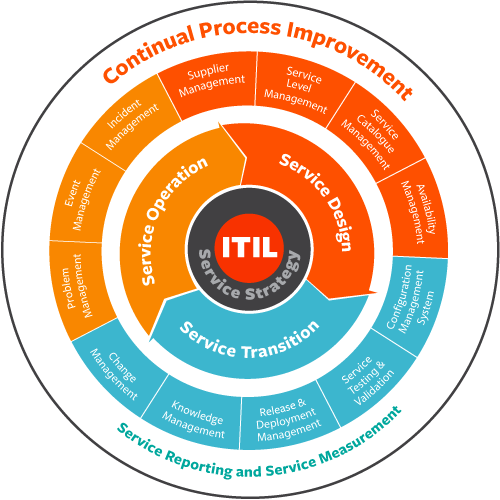 Continual Process Improvement
Supplier
Management
Service
Level
Management
Service
Catalogue
Management
Availability
Management
Configuration
Management
System
Service
Testing &
Validation
Release &
Deployment
Management
Knowledge
Management
Change
Management
Problem
Management
Event
Management
Incident
Management
Service Design
Service Transition
Service Operation
ITIL
Service Strategy
Service Reporting and Service Measurement